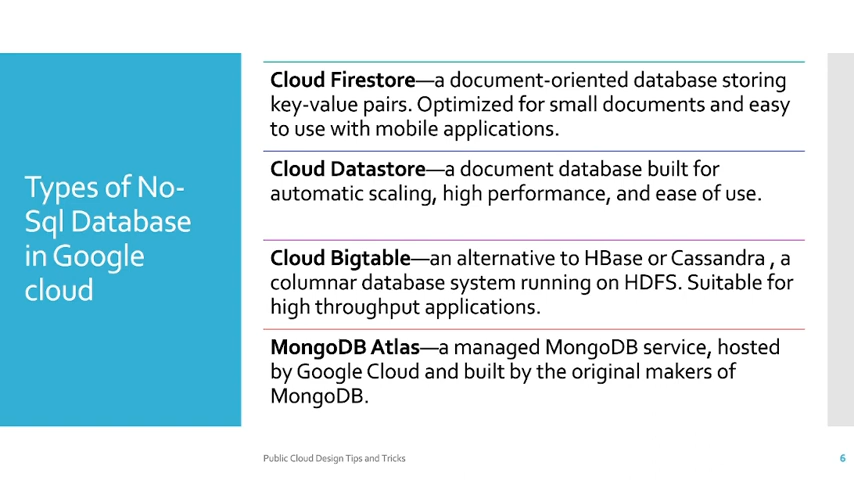 Types of No-
Sql Database
in Google
cloud
Cloud Firestore—a document-oriented database storing
key-value pairs. Optimized for small documents and easy
to use with mobile applications.
Cloud Datastore—a document database built for
automatic scaling, high performance, and ease of use.
Cloud Bigtable—an alternative to HBase or Cassandra , a
columnar database system running on HDFS. Suitable for
high throughput applications.
MongoDB Atlas—a managed MongoDB service, hosted
by Google Cloud and built by the original makers of
MongoDB.
Public Cloud Design Tips and Tricks
6